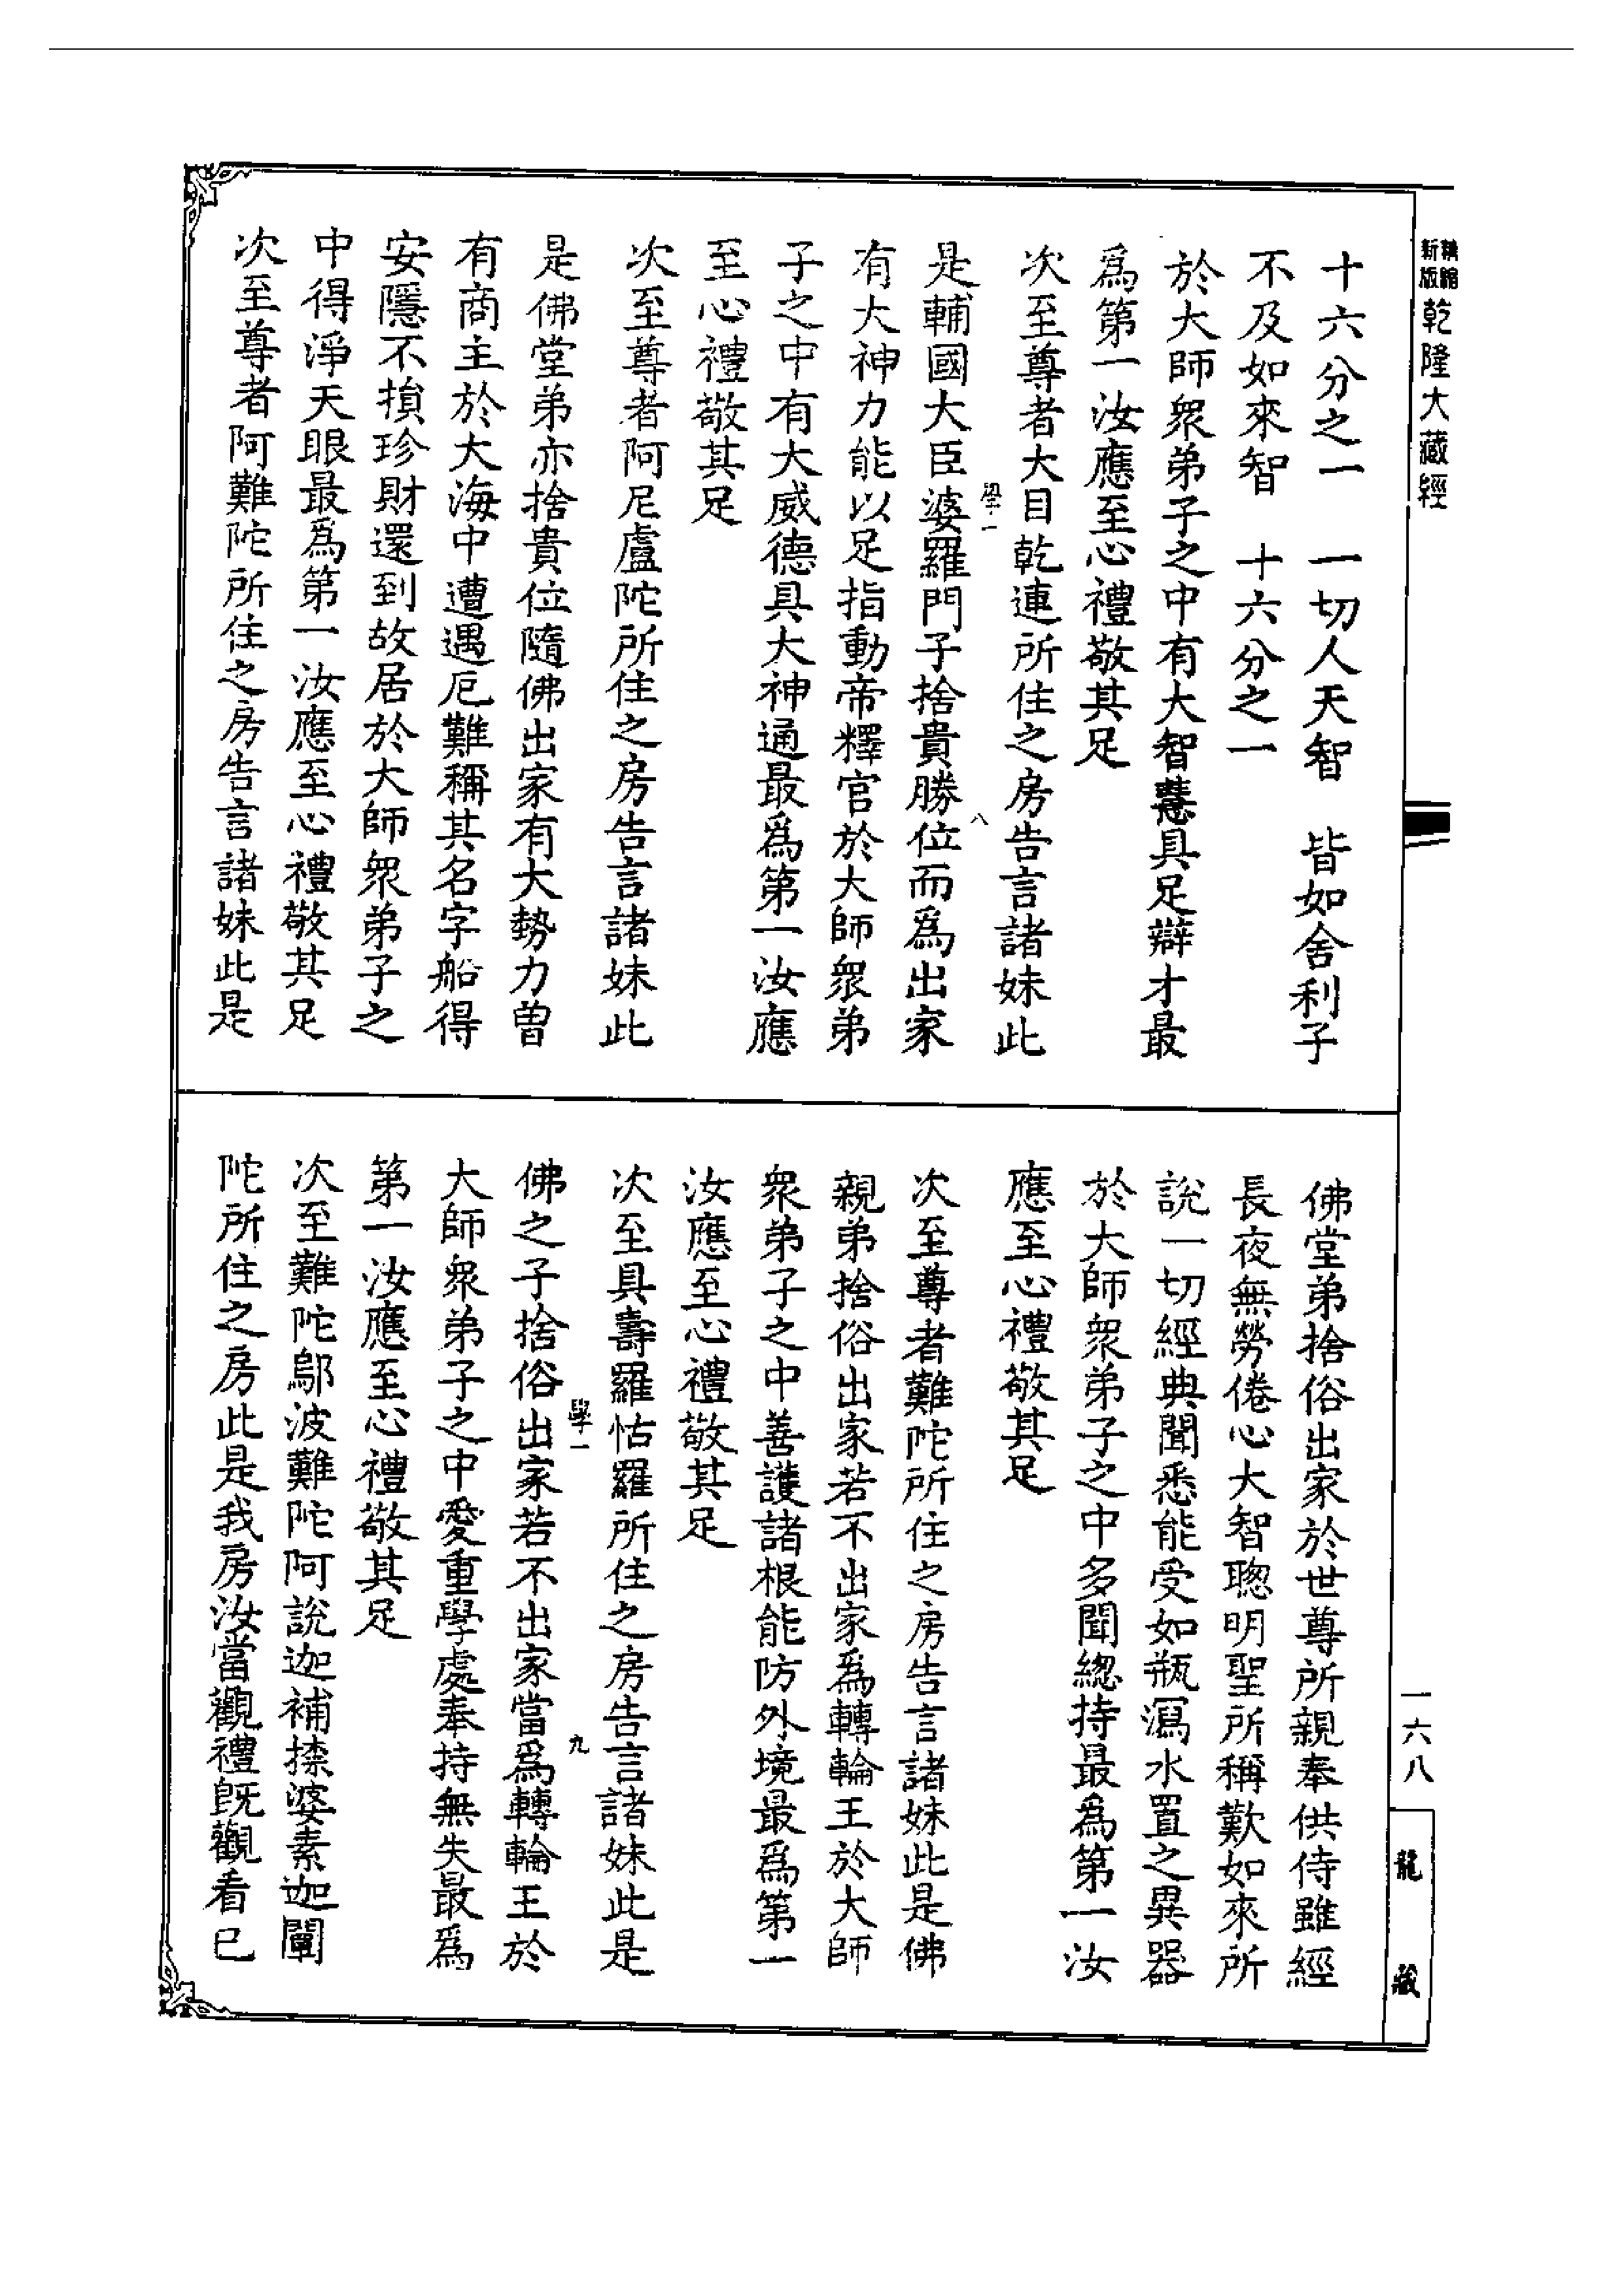 精縮
新版
乾隆大藏經
十六分之一　一切人天智　皆如舍利子
不及如來智　十六分之一
於大師衆弟子之中有大智慧具足辯才最
爲第一汝應至心禮敬其足
次至尊者大目乾連所住之房告言諸妹此
學一
八
是輔國大臣婆羅門子捨貴勝位而爲出家
有大神力能以足指動帝釋官於大師衆弟
子之中有大威德具大神通最爲第一汝應
至心禮敬其足
次至尊者阿尼盧陀所住之房告言諸妹此
是佛堂弟亦捨貴位隨佛出家有大勢力曾
有商主於大海中遭遇厄難稱其名字船得
安隱不損珍財還到故居於大師衆弟子之
中得淨天眼最爲第一汝應至心禮敬其足
次至尊者阿難陀所住之房告言諸妹此是
佛堂弟捨俗出家於世尊所親奉供侍雖經
長夜無勞倦心大智聰明聖所稱歎如來所
說一切經典聞悉能受如瓶瀉水置之異器
於大師衆弟子之中多聞總持最爲第一汝
應至心禮敬其足
次至尊者難陀所住之房告言諸妹此是佛
親弟捨俗出家若不出家爲轉輪王於大師
衆弟子之中善護諸根能防外境最爲第一
汝應至心禮敬其足
次至具壽羅怙羅所住之房告言諸妹此是
學一
九
佛之子捨俗出家若不出家當爲轉輪王於
大師衆弟子之中愛重學處奉持無失最爲
第一汝應至心禮敬其足
次至難陀鄔波難陀阿說迦補捺婆素迦闡
陀所住之房此是我房汝當觀禮旣觀看已
一六八
龍藏